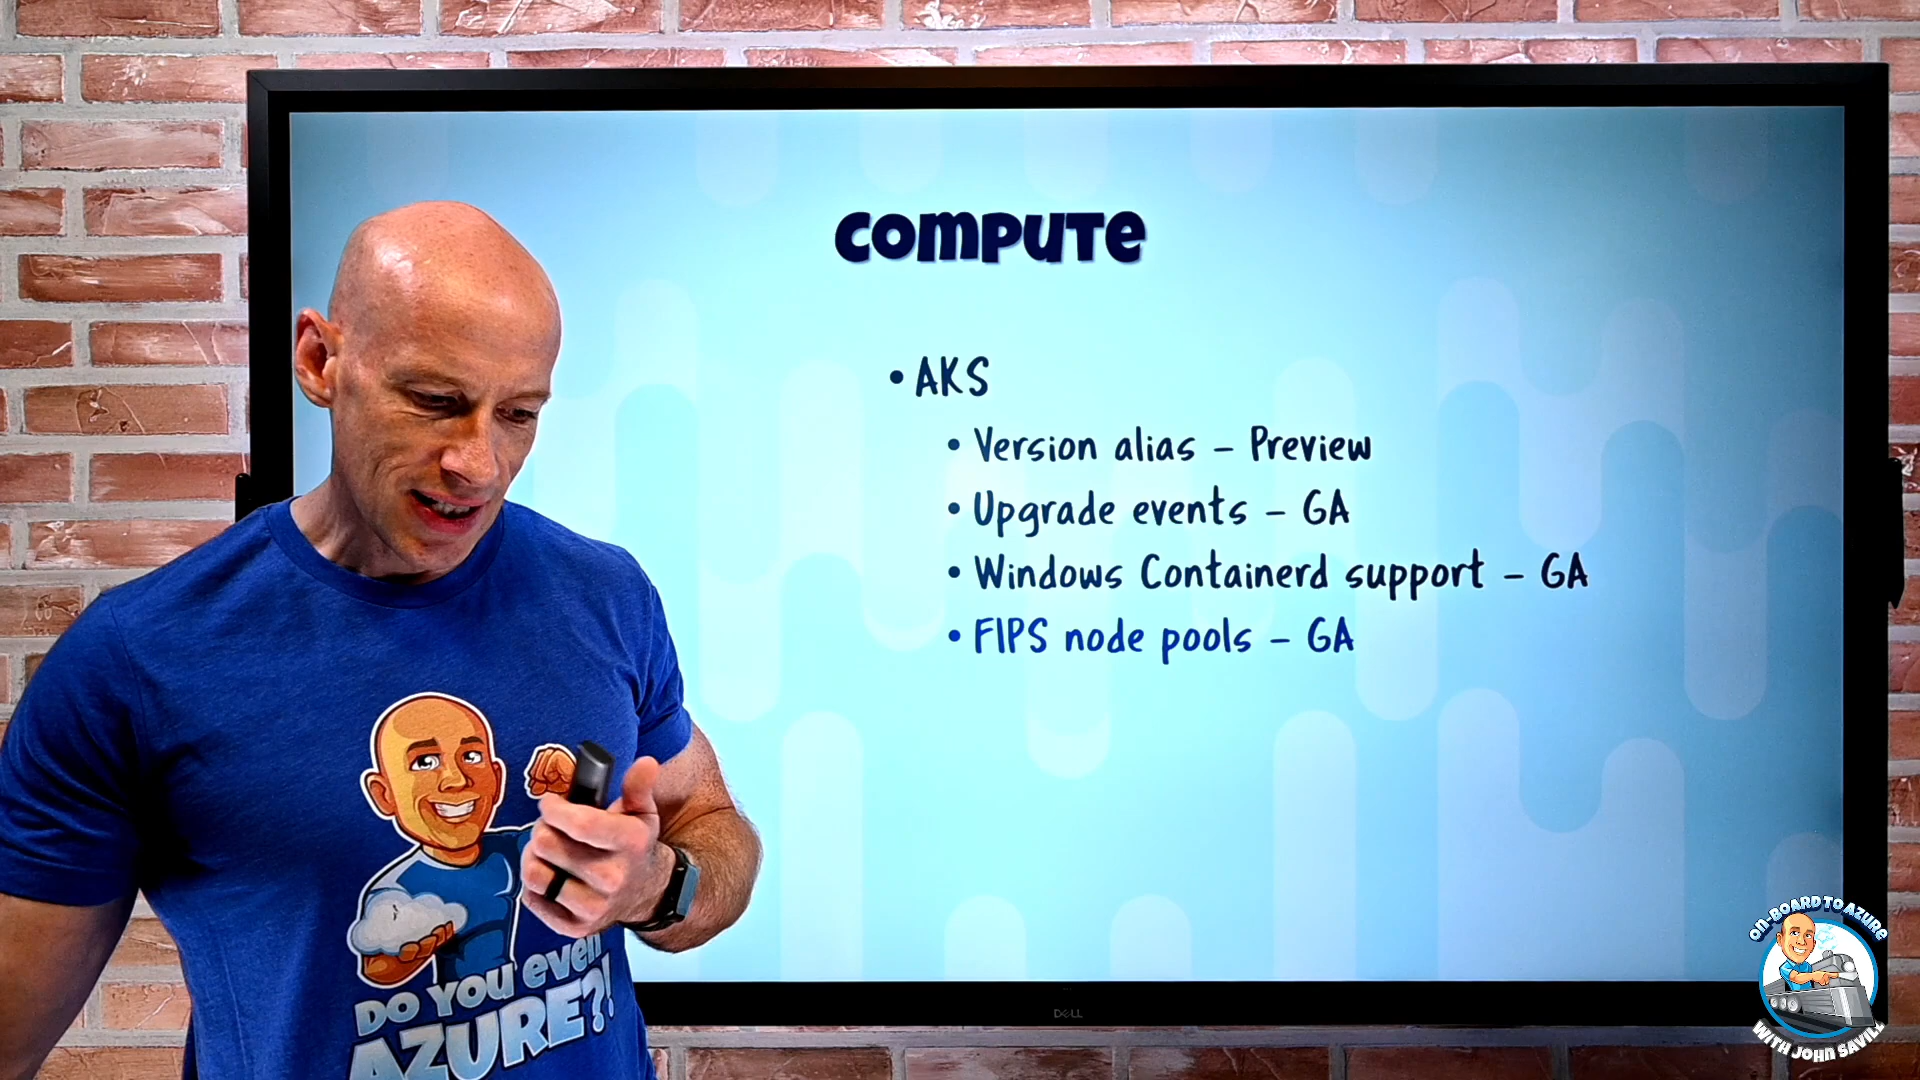 COMPUTE
• AKS
• Version alias – Preview
• Upgrade events – GA
• Windows Containerd support – GA
• FIPS node pools – GA
DO YOU even
AZURE?!
DELL
ON-BOARD TO AZURE
WITH JOHN SAVILL